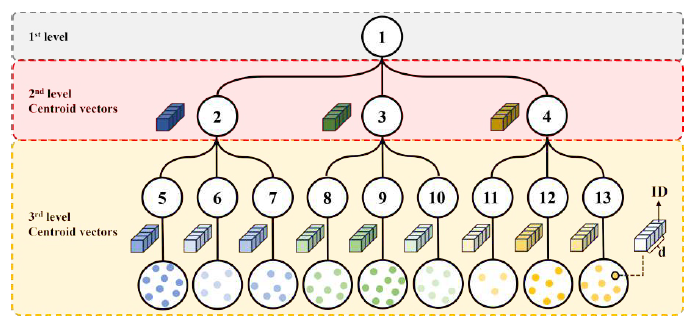 1st level
1
2nd level
Centroid vectors
2
3
4
5
6
7
8
9
10
11
12
13
3rd level
Centroid vectors
ID
d